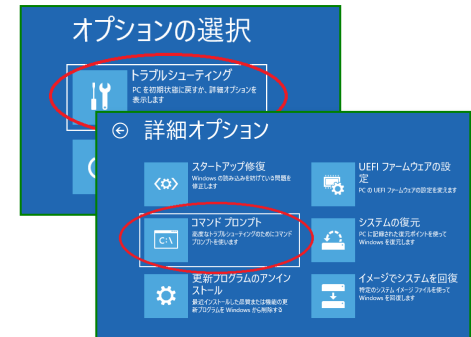 オプションの選択
トラブルシューティング
PC を初期状態に戻すか、詳細オプションを
表示します
詳細オプション
スタートアップ修復
Windows の読み込みを妨げている問題を
修正します
コマンド プロンプト
高度なトラブルシューティングのためにコマンド
プロンプトを使います
C:\
更新プログラムのアンイン
ストール
最近インストールした品質または機能の更
新プログラムを Windows から削除する
UEFI ファームウェアの設
定
PC の UEFI ファームウェアの設定を変えます
システムの復元
PC に記録された復元ポイントを使って
Windows を復元します
イメージでシステムを回復
特定のシステム イメージ ファイルを使って
Windows を回復します